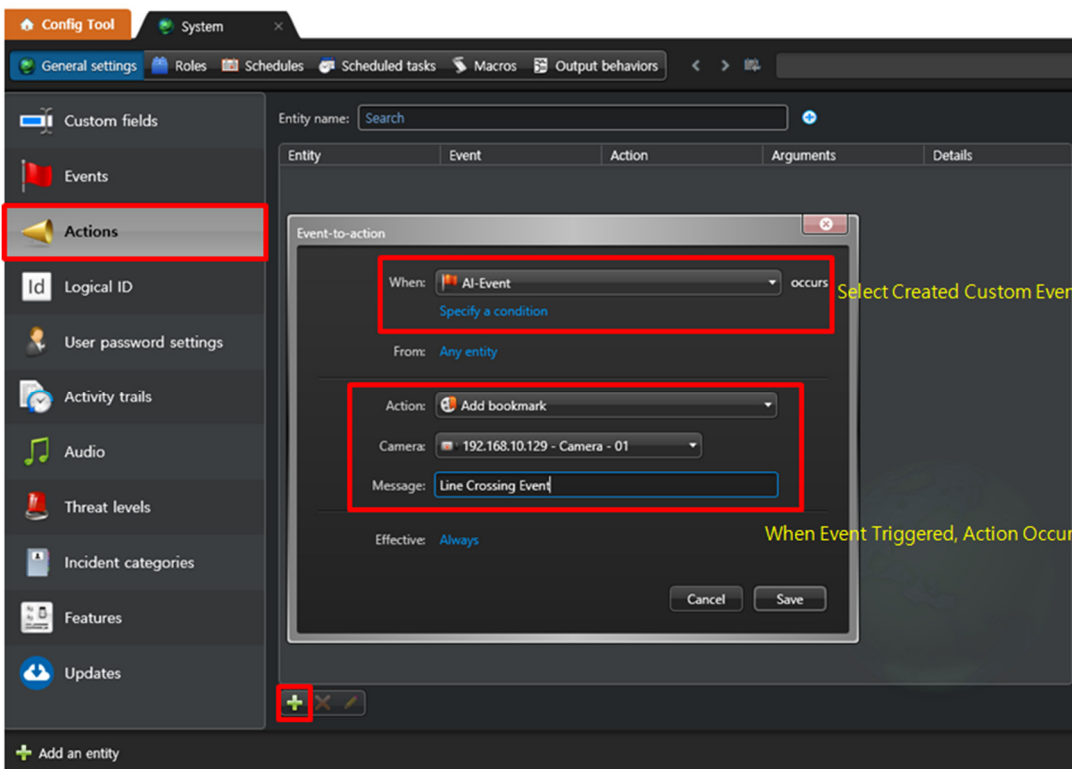 Config Tool
System
General settings
Roles
Schedules
Scheduled tasks
Macros
Output behaviors
Custom fields
Events
Actions
Id
Logical ID
User password settings
Activity trails
Audio
Threat levels
Incident categories
Features
Updates
Entity name:
Search
Entity
Event
Action
Arguments
Details
Event-to-action
When:
AI-Event
occurs
Select Created Custom Even
Specify a condition
From:
Any entity
Action:
Add bookmark
Camera:
192.168.10.129 - Camera - 01
Message:
Line Crossing Event
Effective:
Always
When Event Triggered, Action Occur
Cancel
Save
Add an entity